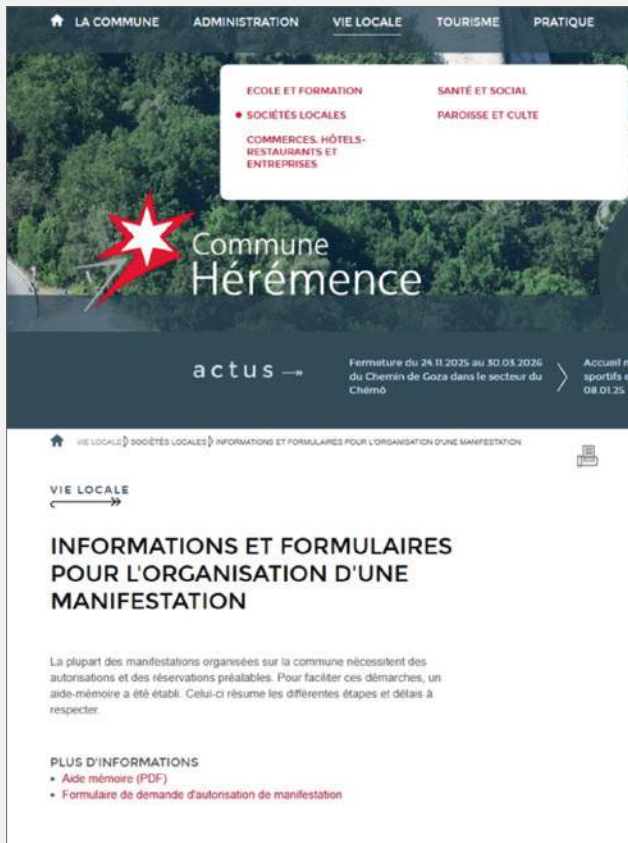 LA COMMUNE ADMINISTRATION VIE LOCALE TOURISME PRATIQUE
ECOLE ET FORMATION SANTÉ ET SOCIAL
SOCIÉTÉS LOCALES PAROISSE ET CULTE
COMMERCES, HÔTELS-
RESTAURANTS ET
ENTREPRISES
Commune
Hérémence
actus
Fermeture du 24.11.2025 au 30.03.2026
du Chemin de Goza dans le secteur du
Chémô
Accueil
sportifs
08.01.25
VIE LOCALE SOCIÉTÉS LOCALES INFORMATIONS ET FORMULAIRES POUR L'ORGANISATION D'UNE MANIFESTATION
VIE LOCALE
INFORMATIONS ET FORMULAIRES
POUR L'ORGANISATION D'UNE
MANIFESTATION
La plupart des manifestations organisées sur la commune nécessitent des
autorisations et des réservations préalables. Pour faciliter ces démarches, un
aide-mémoire a été établi. Celui-ci résume les différentes étapes et délais à
respecter.
PLUS D'INFORMATIONS
• Aide mémoire (PDF)
• Formulaire de demande d'autorisation de manifestation